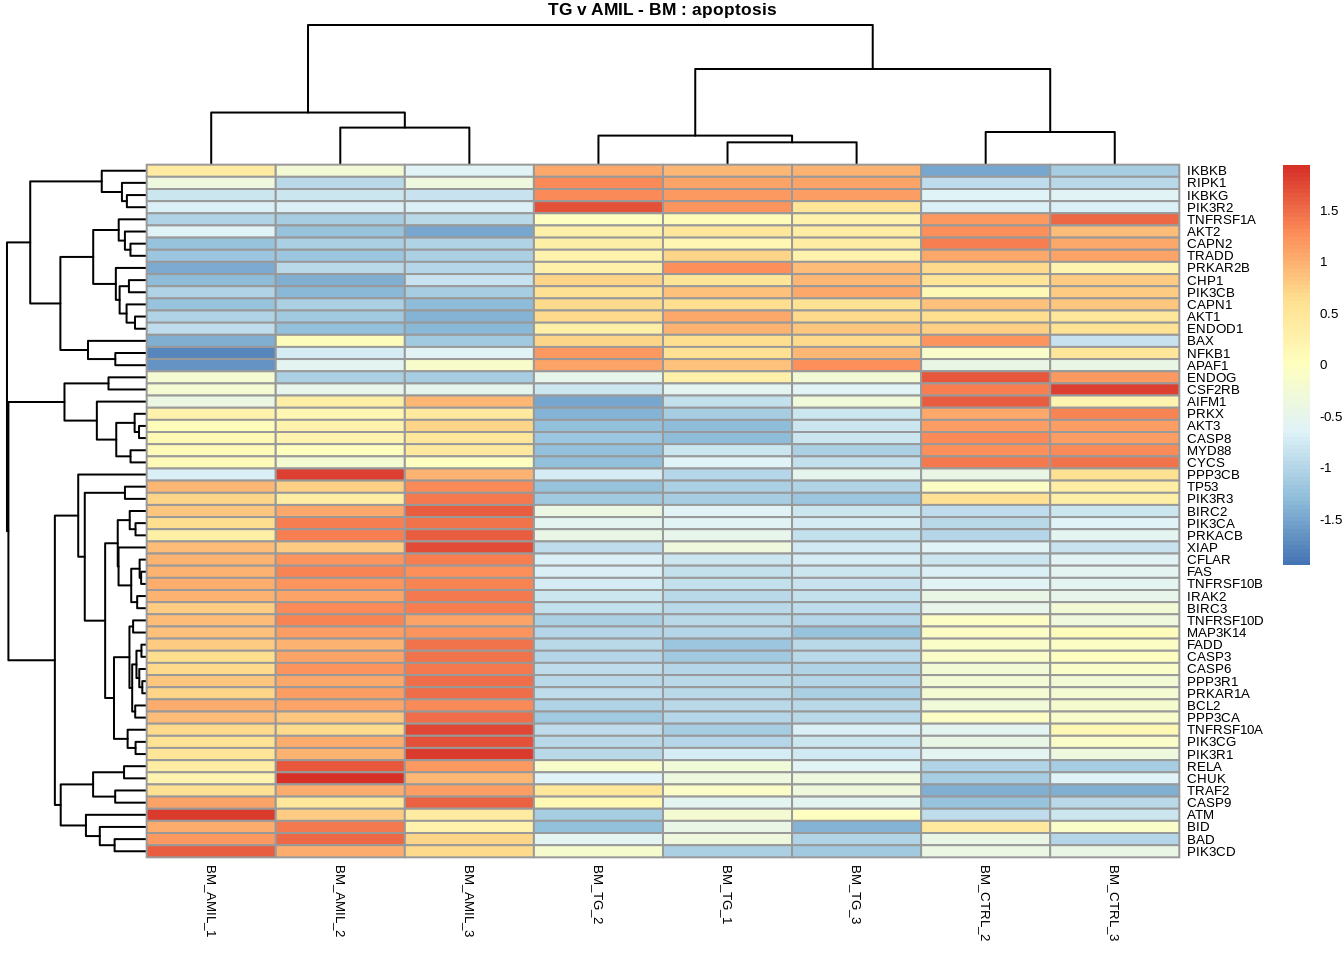 TG v AMIL - BM : apoptosis
IKBKB
RIPK1
IKBKG
PIK3R2
TNFRSF1A
AKT2
CAPN2
TRADD
PRKAR2B
CHP1
PIK3CB
CAPN1
AKT1
ENDOD1
BAX
NFKB1
APAF1
ENDOG
CSF2RB
AIFM1
PRKX
AKT3
CASP8
MYD88
CYCS
PPP3CB
TP53
PIK3R3
BIRC2
PIK3CA
PRKACB
XIAP
CFLAR
FAS
TNFRSF10B
IRAK2
BIRC3
TNFRSF10D
MAP3K14
FADD
CASP3
CASP6
PPP3R1
PRKAR1A
BCL2
PPP3CA
TNFRSF10A
PIK3CG
PIK3R1
RELA
CHUK
TRAF2
CASP9
ATM
BID
BAD
PIK3CD
1.5
1
0.5
0
-0.5
-1
-1.5
BM_AMIL_1
BM_AMIL_2
BM_AMIL_3
BM_TG_2
BM_TG_1
BM_TG_3
BM_CTRL_2
BM_CTRL_3